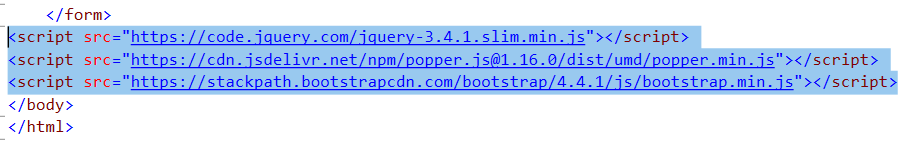 </form>
<script src="https://code.jquery.com/jquery-3.4.1.slim.min.js"></script>
<script src="https://cdn.jsdelivr.net/npm/popper.js@1.16.0/dist/umd/popper.min.js"></script>
<script src="https://stackpath.bootstrapcdn.com/bootstrap/4.4.1/js/bootstrap.min.js"></script>
</body>
</html>